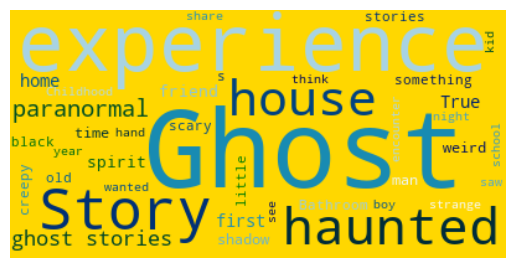 share
stories
experience
kid
home
childhood
s
think
something
friend
house
paranormal
True
night
time
hand
scary
Ghost
encounter
black
year
spirit
weird
school
creepy
old
wanted
little
man
saw
Story
first
see
Bathroom
boy
strange
haunted
ghost stories
shadow